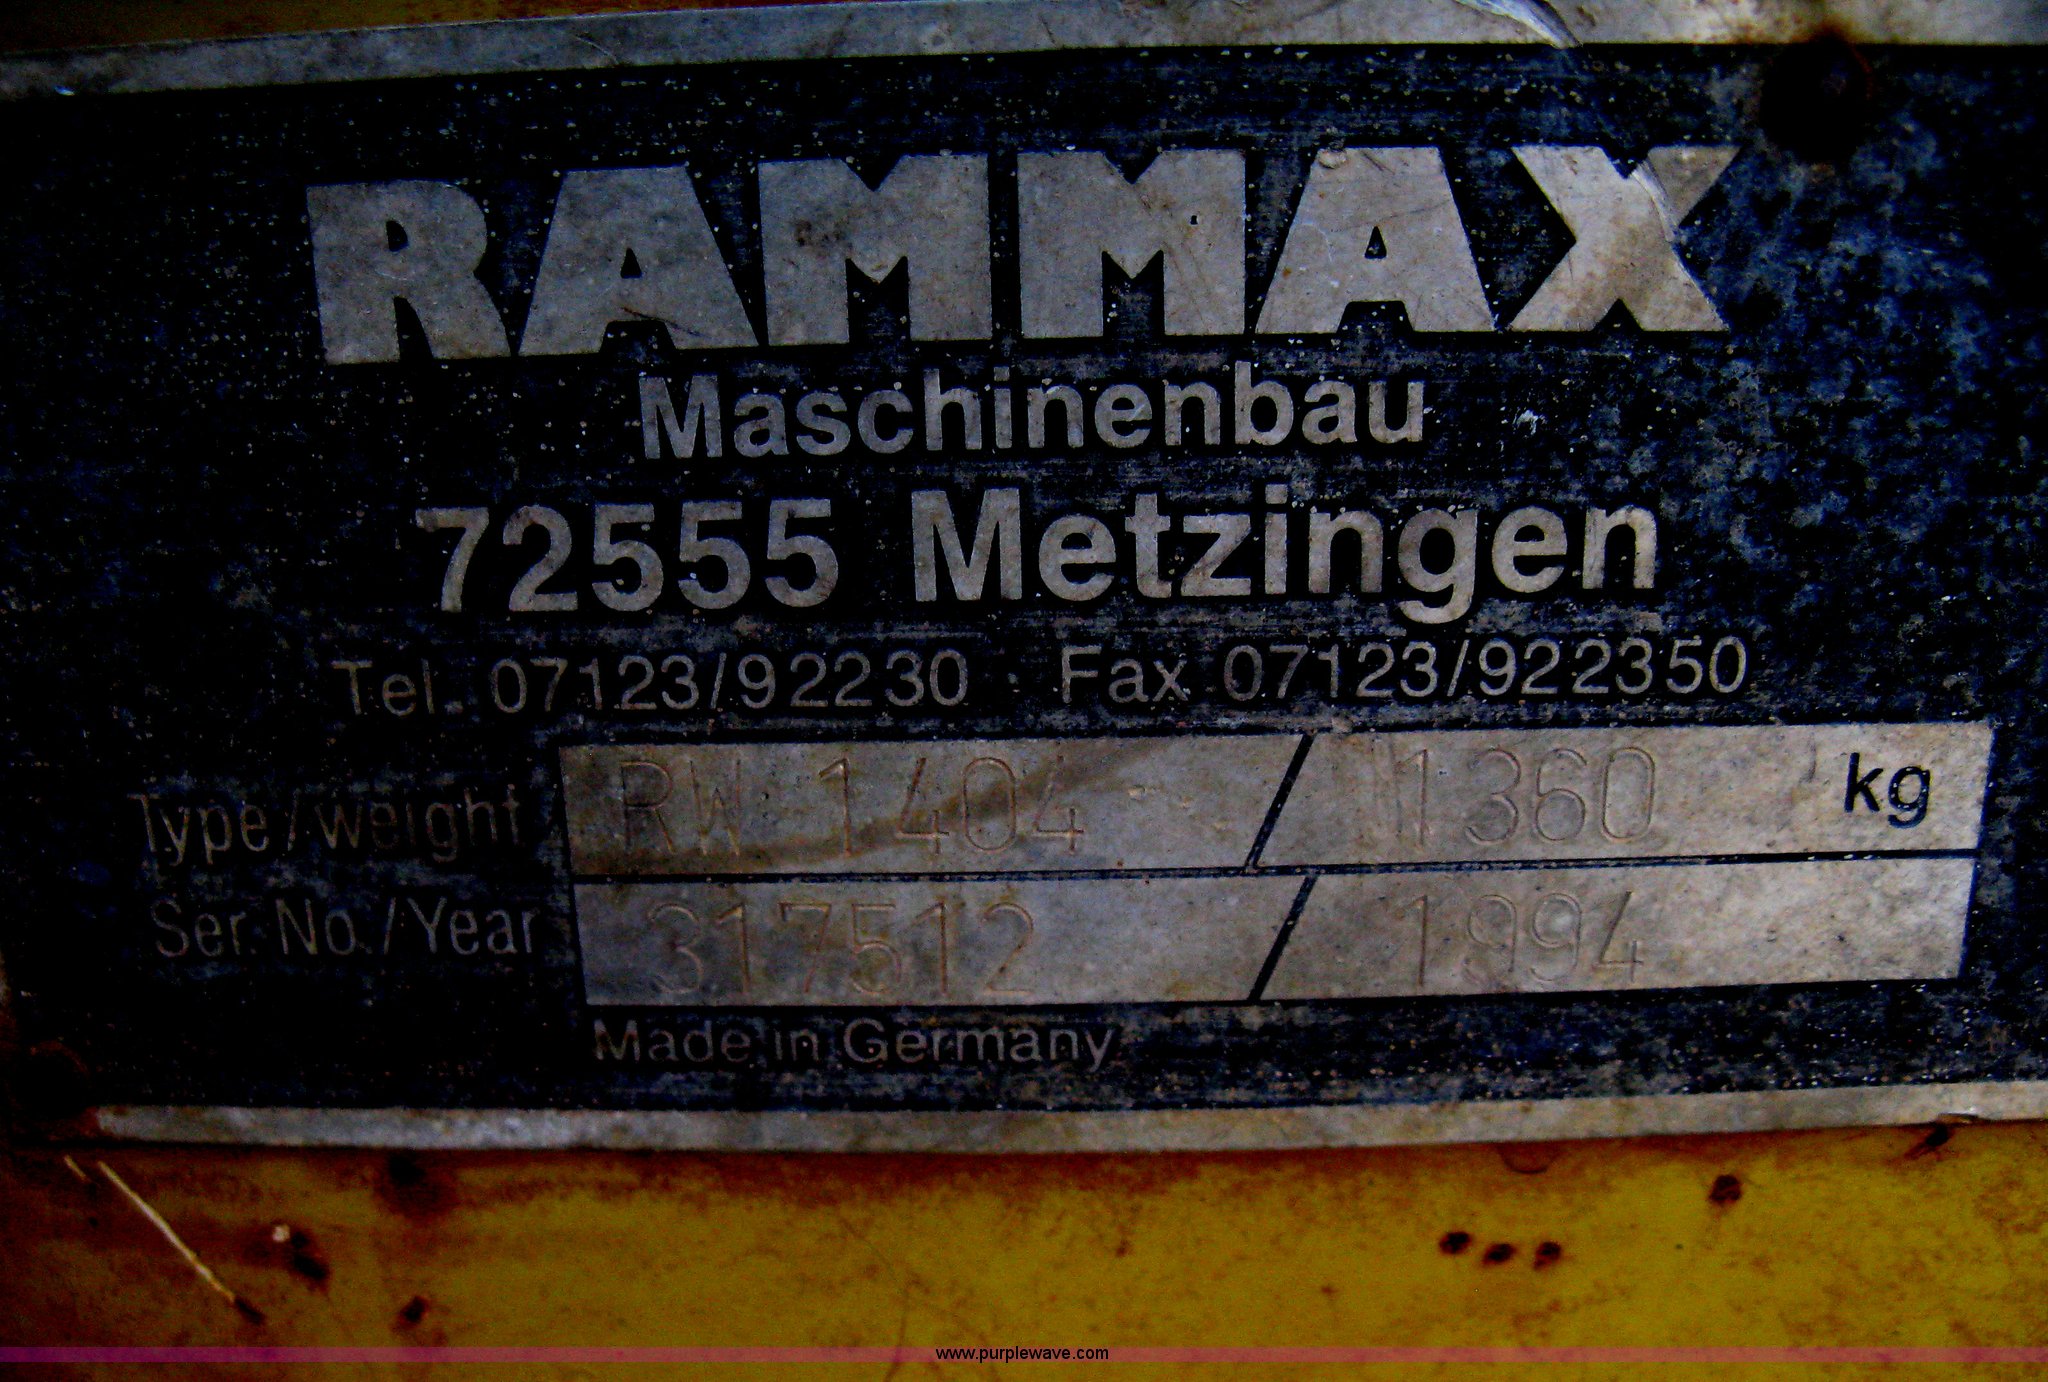 RAMMAX
Maschinenbau
72555 Metzingen
Tel. 07123/92230 Fax 07123/922350
Type/weight RW 1404 / 1360 kg
Ser. No./Year 317512 / 1994
Made in Germany
www.purplewave.com